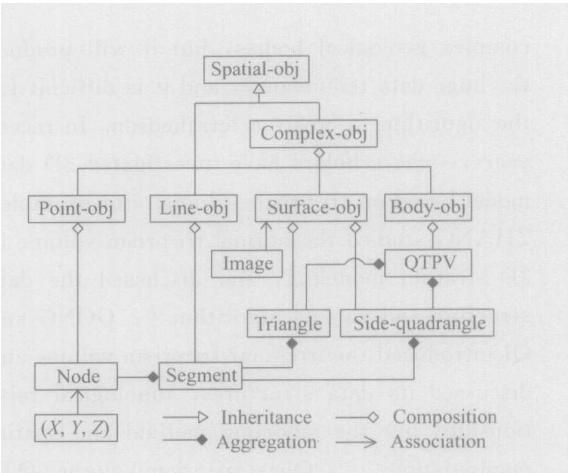 Spatial-obj
Complex-obj
Point-obj Line-obj Surface-obj Body-obj
Image QTPV
Triangle Side-quadrangle
Node Segment
(X, Y, Z)
Inheritance Composition
Aggregation Association